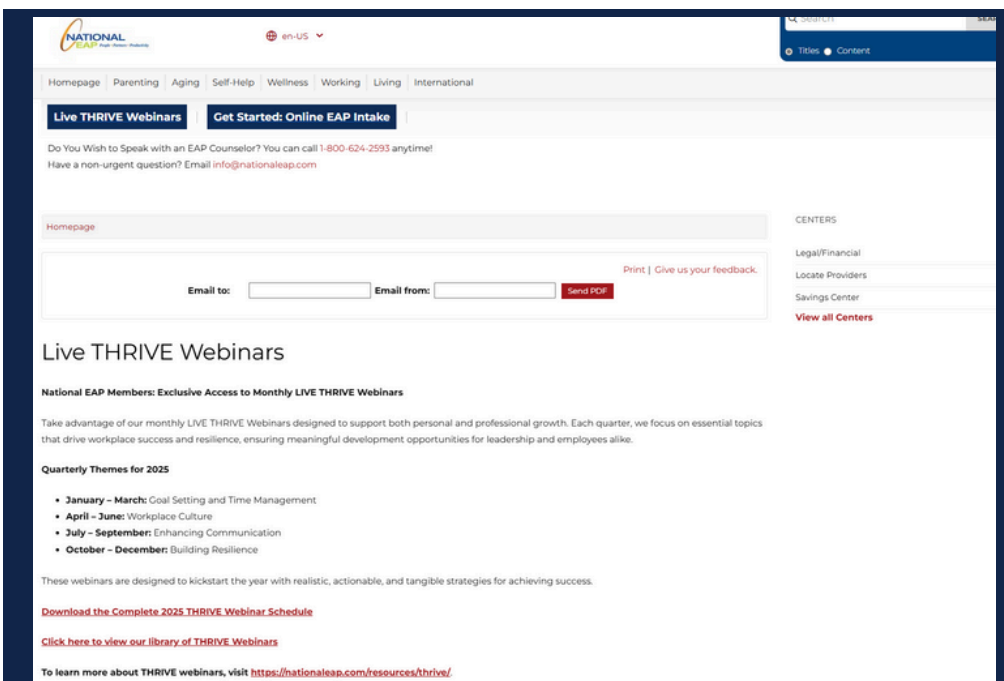 NATIONAL
EAP People · Partners · Productivity
en-US
Search
Titles Content
Homepage Parenting Aging Self-Help Wellness Working Living International
Live THRIVE Webinars Get Started: Online EAP Intake
Do You Wish to Speak with an EAP Counselor? You can call 1-800-624-2593 anytime!
Have a non-urgent question? Email info@nationaleap.com
Homepage
Print | Give us your feedback.
Email to: Email from: Send PDF
CENTERS
Legal/Financial
Locate Providers
Savings Center
View all Centers
Live THRIVE Webinars
National EAP Members: Exclusive Access to Monthly LIVE THRIVE Webinars
Take advantage of our monthly LIVE THRIVE Webinars designed to support both personal and professional growth. Each quarter, we focus on essential topics
that drive workplace success and resilience, ensuring meaningful development opportunities for leadership and employees alike.
Quarterly Themes for 2025
• January – March: Goal Setting and Time Management
• April – June: Workplace Culture
• July – September: Enhancing Communication
• October – December: Building Resilience
These webinars are designed to kickstart the year with realistic, actionable, and tangible strategies for achieving success.
Download the Complete 2025 THRIVE Webinar Schedule
Click here to view our library of THRIVE Webinars
To learn more about THRIVE webinars, visit https://nationaleap.com/resources/thrive/.